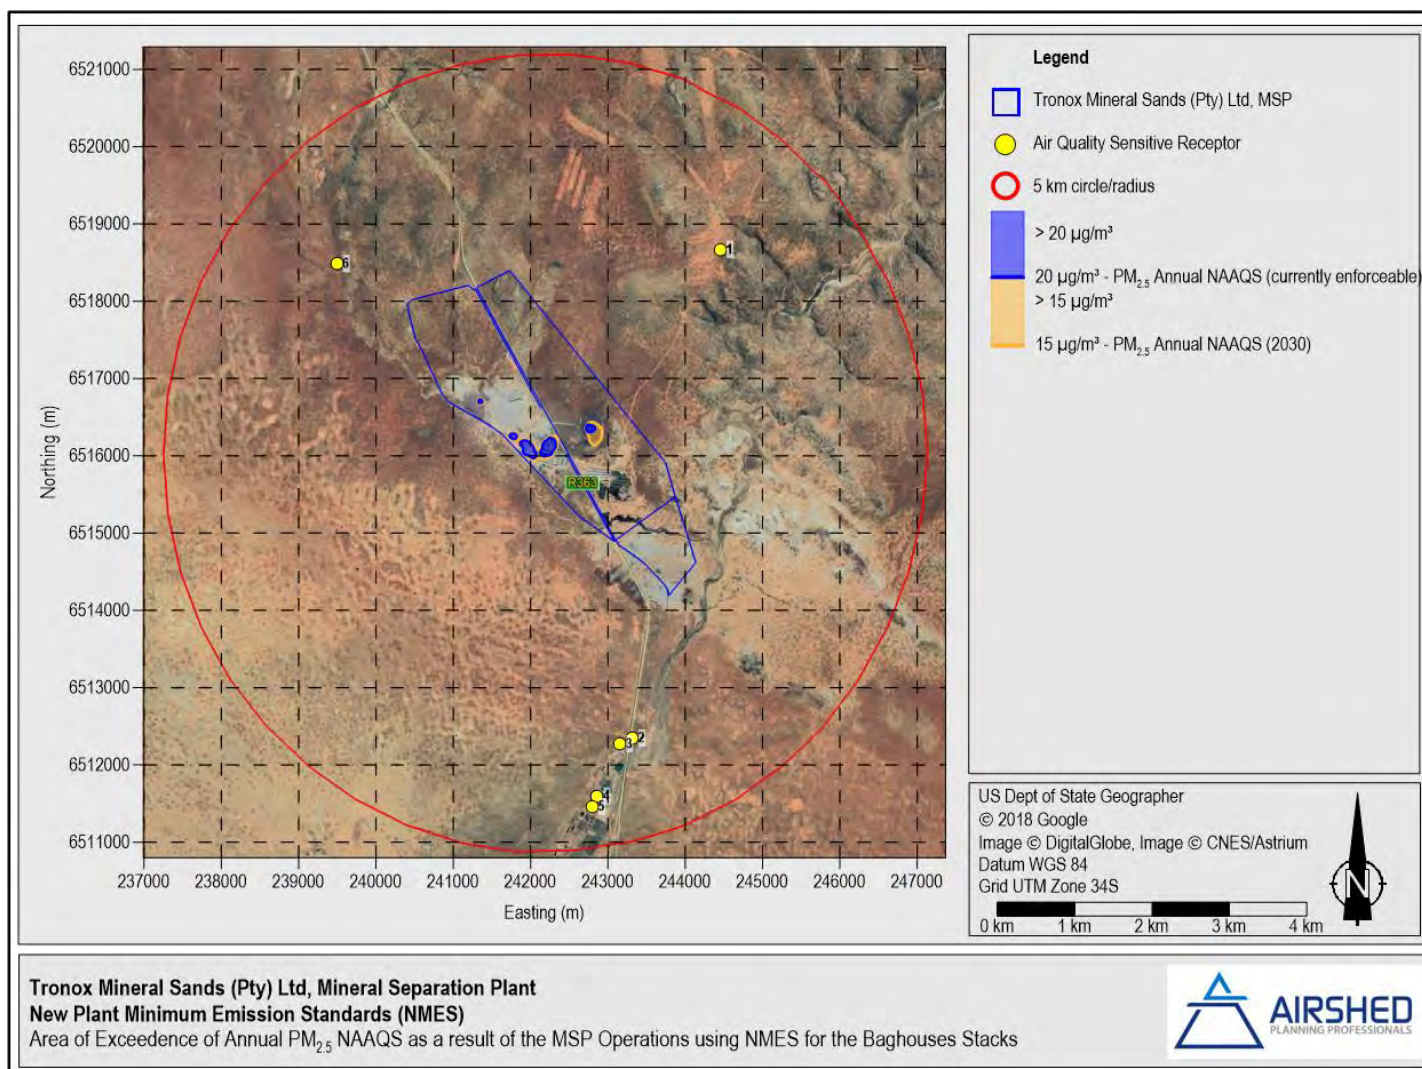 6521000
6520000
6519000
6518000
6517000
6516000
6515000
6514000
6513000
6512000
6511000
Northing (m)
237000 238000 239000 240000 241000 242000 243000 244000 245000 246000 247000
Easting (m)
1
6
R363
2
3
4
5
Legend
Tronox Mineral Sands (Pty) Ltd, MSP
Air Quality Sensitive Receptor
5 km circle/radius
> 20 µg/m³
20 µg/m³ - PM2.5 Annual NAAQS (currently enforceable)
> 15 µg/m³
15 µg/m³ - PM2.5 Annual NAAQS (2030)
US Dept of State Geographer
© 2018 Google
Image © DigitalGlobe, Image © CNES/Astrium
Datum WGS 84
Grid UTM Zone 34S
0 km 1 km 2 km 3 km 4 km
N
Tronox Mineral Sands (Pty) Ltd, Mineral Separation Plant
New Plant Minimum Emission Standards (NMES)
Area of Exceedence of Annual PM2.5 NAAQS as a result of the MSP Operations using NMES for the Baghouses Stacks
AIRSHED
PLANNING PROFESSIONALS